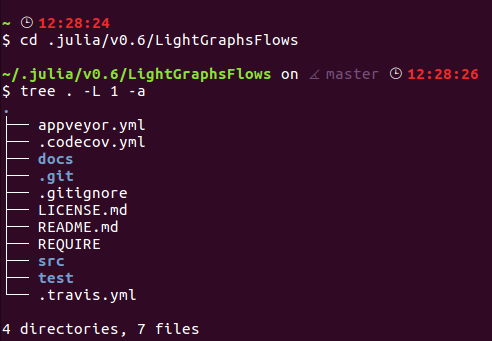 ~ 12:28:24
$ cd .julia/v0.6/LightGraphsFlows
~/.julia/v0.6/LightGraphsFlows on master 12:28:26
$ tree . -L 1 -a
.
├── appveyor.yml
├── .codecov.yml
├── docs
├── .git
├── .gitignore
├── LICENSE.md
├── README.md
├── REQUIRE
├── src
├── test
└── .travis.yml
4 directories, 7 files